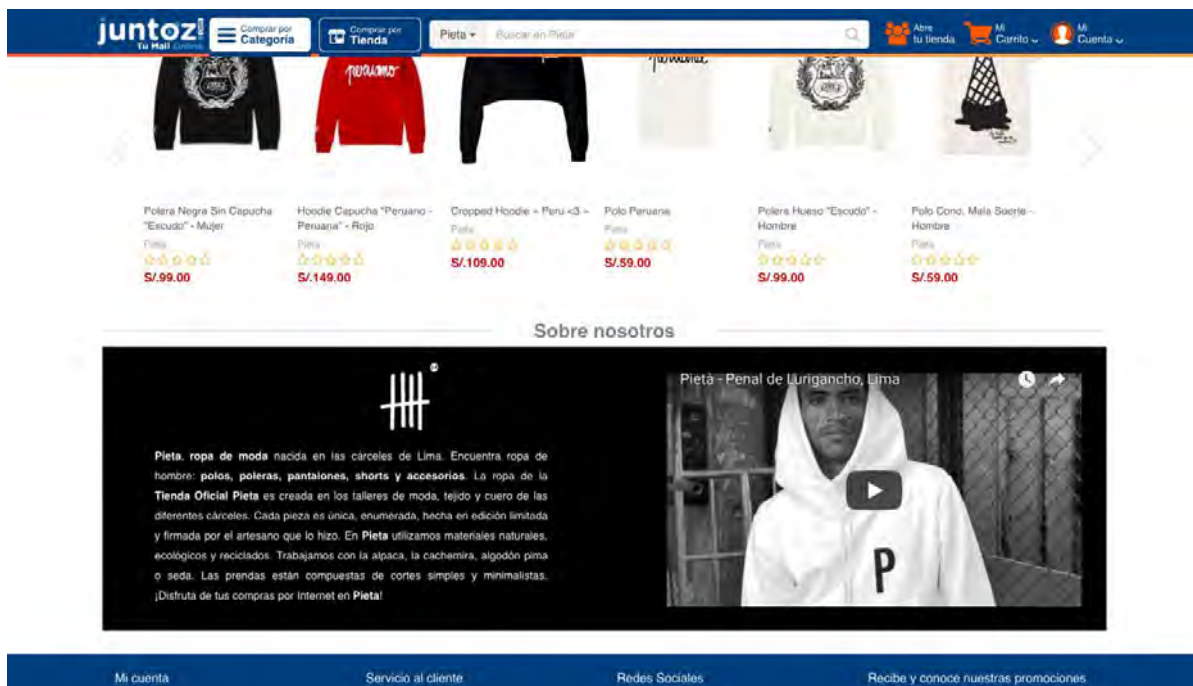 juntoz.com
Tu Mall Online
Comprar por
Categoría
Comprar por
Tienda
Pieta
Buscar en Pieta
Abre
tu tienda
Mi
Carrito
Mi
Cuenta
peruano
Polera Negra Sin Capucha
"Escudo" - Mujer
Pieta
S/.99.00
Hoodie Capucha "Peruano -
Peruana" - Rojo
Pieta
S/.149.00
Cropped Hoodie - Peru <3 -
Pieta
S/.109.00
Polo Peruana
Pieta
S/.59.00
Polera Hueso "Escudo" -
Hombre
Pieta
S/.99.00
Polo Cono, Mala Suerte -
Hombre
Pieta
S/.59.00
Sobre nosotros
Pieta, ropa de moda nacida en las cárceles de Lima. Encuentra ropa de
hombre: polos, poleras, pantalones, shorts y accesorios. La ropa de la
Tienda Oficial Pieta es creada en los talleres de moda, tejido y cuero de las
diferentes cárceles. Cada pieza es única, enumerada, hecha en edición limitada
y firmada por el artesano que lo hizo. En Pieta utilizamos materiales naturales,
ecológicos y reciclados. Trabajamos con la alpaca, la cachemira, algodón pima
o seda. Las prendas están compuestas de cortes simples y minimalistas.
¡Disfruta de tus compras por Internet en Pieta!
Pietà - Penal de Lurigancho, Lima
P
Mi cuenta
Servicio al cliente
Redes Sociales
Recibe y conoce nuestras promociones